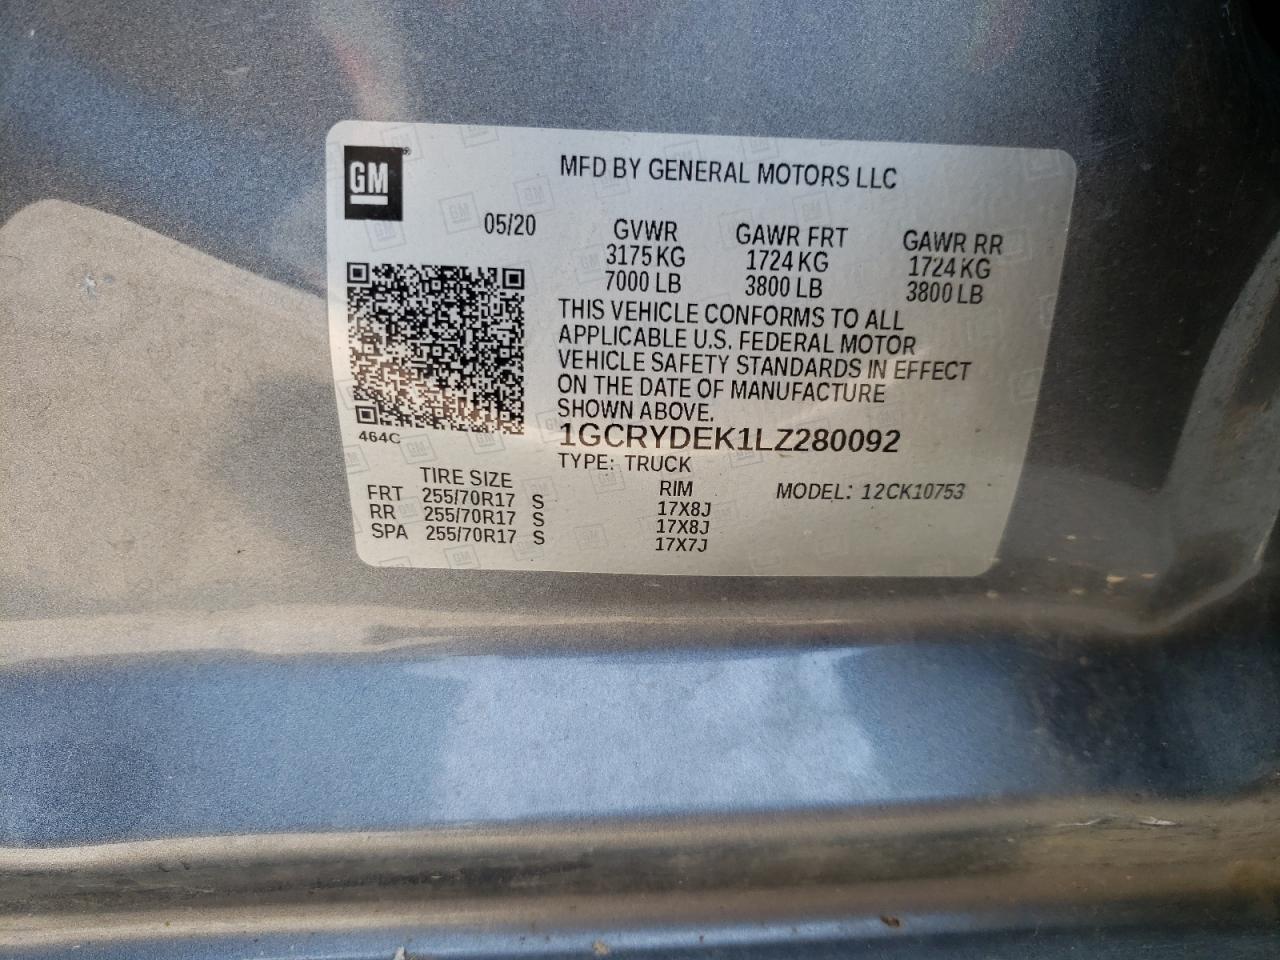 GM
MFD BY GENERAL MOTORS LLC
05/20
GVWR GAWR FRT GAWR RR
3175 KG 1724 KG 1724 KG
7000 LB 3800 LB 3800 LB
THIS VEHICLE CONFORMS TO ALL
APPLICABLE U.S. FEDERAL MOTOR
VEHICLE SAFETY STANDARDS IN EFFECT
ON THE DATE OF MANUFACTURE
SHOWN ABOVE.
464C
1GCRYDEK1LZ280092
TYPE: TRUCK
TIRE SIZE RIM MODEL: 12CK10753
FRT 255/70R17 S 17X8J
RR 255/70R17 S 17X8J
SPA 255/70R17 S 17X7J